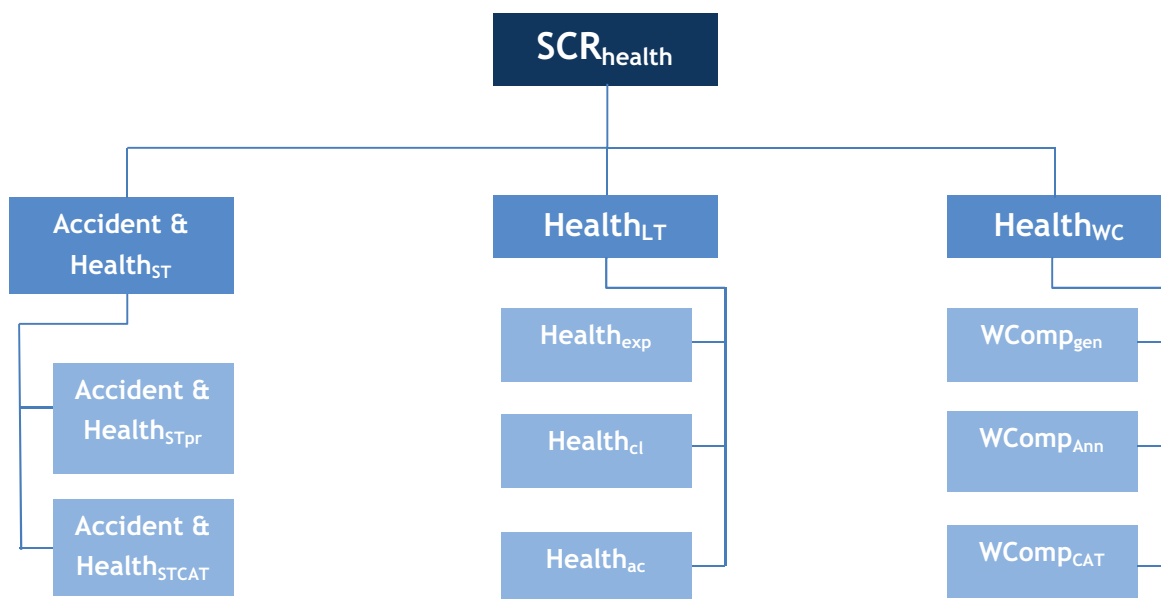 SCRhealth
Accident &
HealthST
HealthLT
HealthWC
Accident &
HealthSTpr
Accident &
HealthSTCAT
Healthexp
Healthcl
Healthac
WCompgen
WCompAnn
WCompCAT